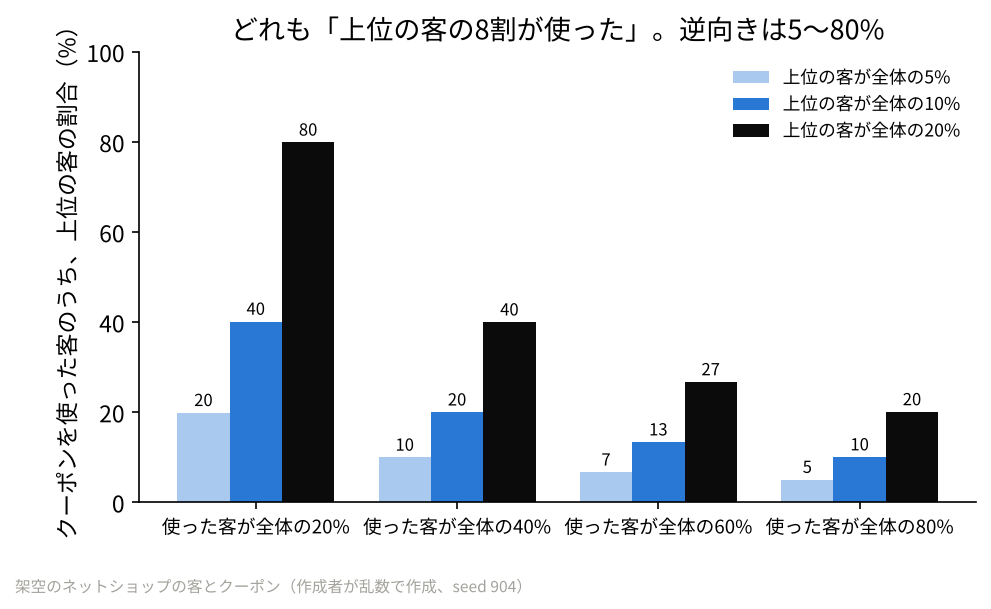 どれも「上位の客の8割が使った」。逆向きは5〜80%
クーポンを使った客のうち、上位の客の割合（%）
100
80
60
40
20
0
上位の客が全体の5%
上位の客が全体の10%
上位の客が全体の20%
20
40
80
10
20
40
7
13
27
5
10
20
使った客が全体の20%
使った客が全体の40%
使った客が全体の60%
使った客が全体の80%
架空のネットショップの客とクーポン（作成者が乱数で作成、seed 904）